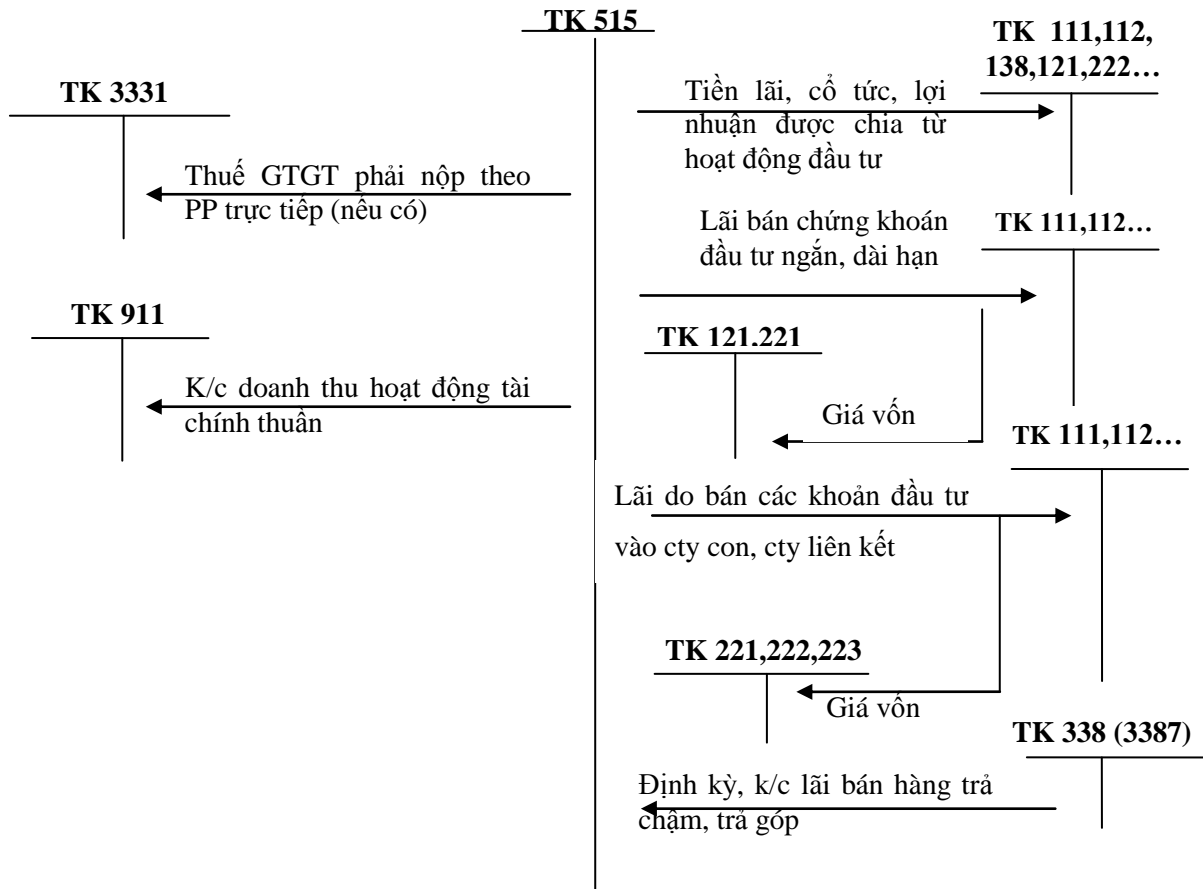 TK 515
TK 111,112,
138,121,222…
TK 3331
Tiền lãi, cổ tức, lợi
nhuận được chia từ
hoạt động đầu tư
Thuế GTGT phải nộp theo
PP trực tiếp (nếu có)
Lãi bán chứng khoán
đầu tư ngắn, dài hạn
TK 111,112…
TK 911
TK 121,221
K/c doanh thu hoạt động tài
chính thuần
Giá vốn
TK 111,112…
Lãi do bán các khoản đầu tư
vào cty con, cty liên kết
TK 221,222,223
Giá vốn
TK 338 (3387)
Định kỳ, k/c lãi bán hàng trả
chậm, trả góp